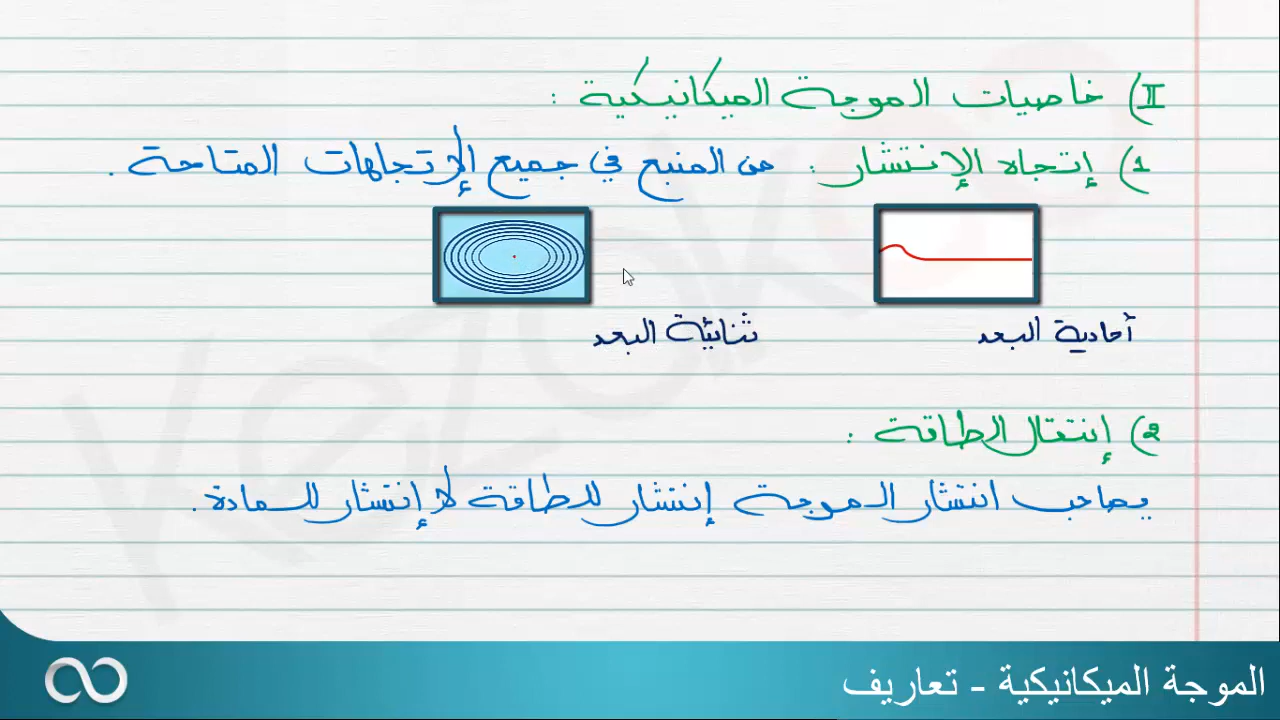 II) خاصيات الموجة الميكانيكية :
1) إتجاه الإنتشار : من المنبع في جميع الإتجاهات المتاحة .
أحادية البعد
ثنائية البعد
2) إنتقال الطاقة :
يصاحب انتشار الموجة إنتشار للطاقة لا إنتشار للمادة .
الموجة الميكانيكية - تعاريف